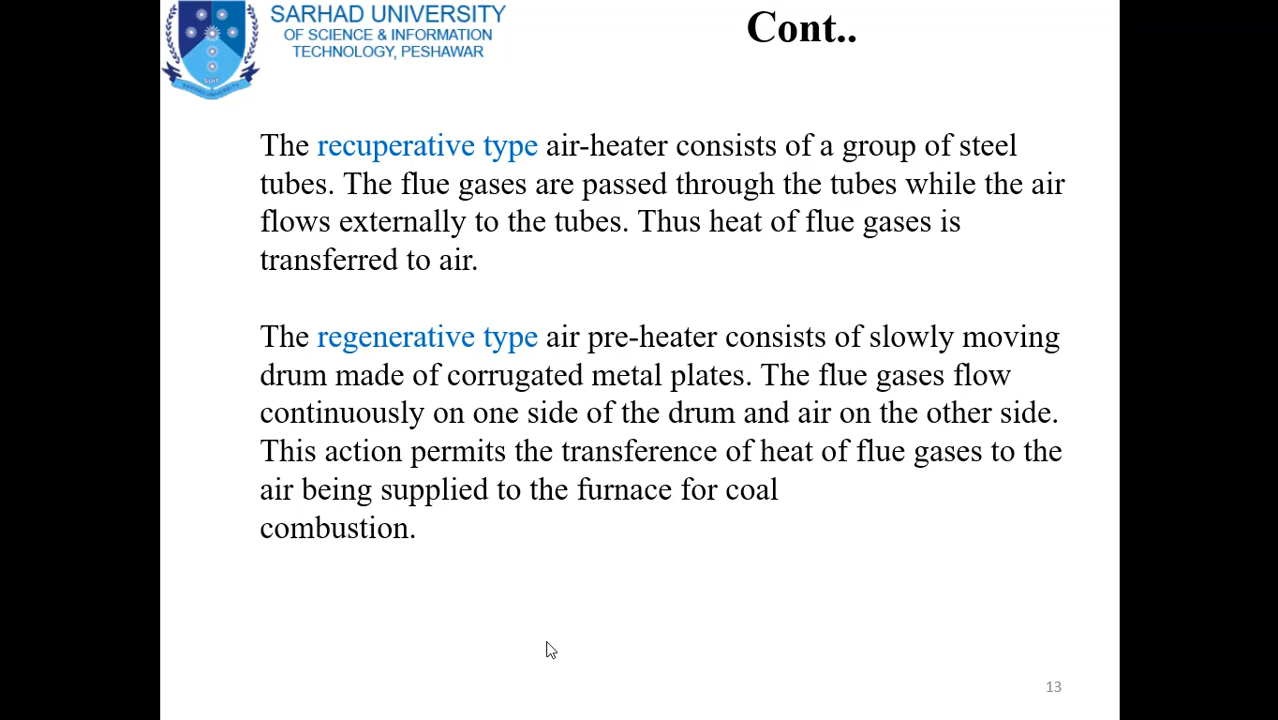 SARHAD UNIVERSITY
OF SCIENCE & INFORMATION
TECHNOLOGY, PESHAWAR
Cont..
The recuperative type air-heater consists of a group of steel
tubes. The flue gases are passed through the tubes while the air
flows externally to the tubes. Thus heat of flue gases is
transferred to air.
The regenerative type air pre-heater consists of slowly moving
drum made of corrugated metal plates. The flue gases flow
continuously on one side of the drum and air on the other side.
This action permits the transference of heat of flue gases to the
air being supplied to the furnace for coal
combustion.
13